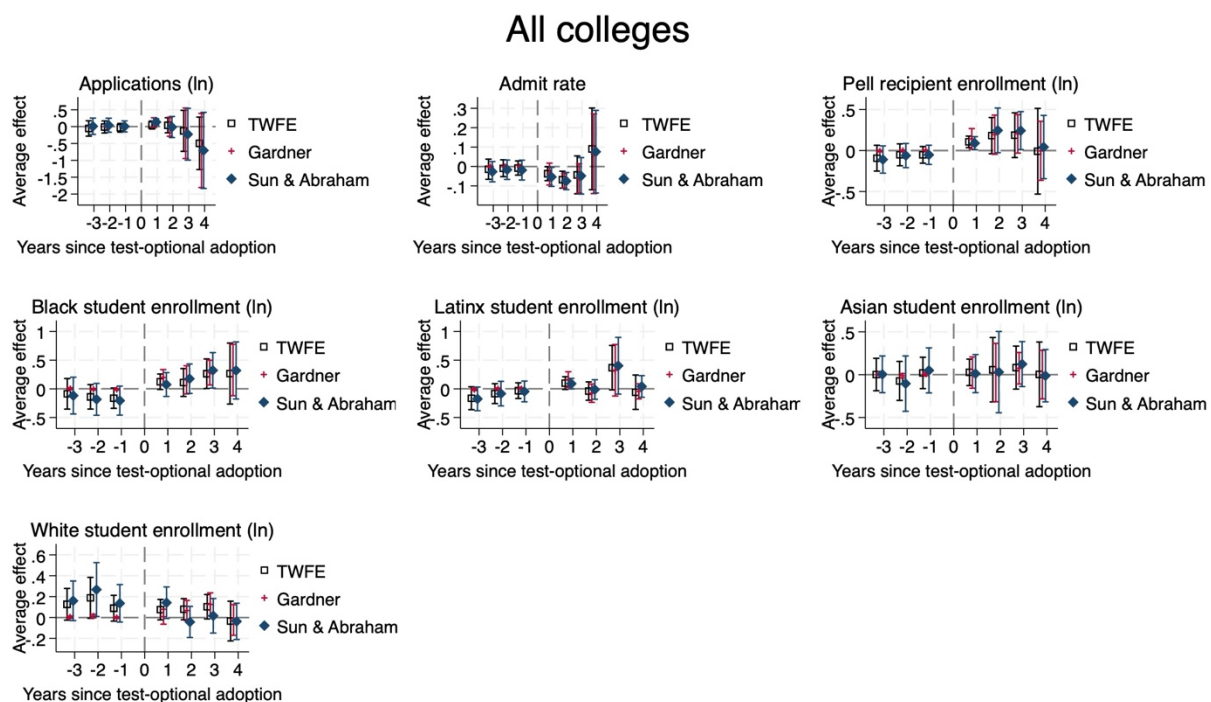 All colleges
Applications (ln)
Average effect
.5
0
-.5
-1
-1.5
-2
-3 -2 -1 0 1 2 3 4
Years since test-optional adoption
TWFE
Gardner
Sun & Abraham
Admit rate
Average effect
.3
.2
.1
0
-.1
-3 -2 -1 0 1 2 3 4
Years since test-optional adoption
TWFE
Gardner
Sun & Abraham
Pell recipient enrollment (ln)
Average effect
.5
0
-.5
-3 -2 -1 0 1 2 3 4
Years since test-optional adoption
TWFE
Gardner
Sun & Abraham
Black student enrollment (ln)
Average effect
1
.5
0
-.5
-3 -2 -1 0 1 2 3 4
Years since test-optional adoption
TWFE
Gardner
Sun & Abraham
Latinx student enrollment (ln)
Average effect
1
.5
0
-.5
-3 -2 -1 0 1 2 3 4
Years since test-optional adoption
TWFE
Gardner
Sun & Abraham
Asian student enrollment (ln)
Average effect
.5
0
-.5
-3 -2 -1 0 1 2 3 4
Years since test-optional adoption
TWFE
Gardner
Sun & Abraham
White student enrollment (ln)
Average effect
.6
.4
.2
0
-.2
-3 -2 -1 0 1 2 3 4
Years since test-optional adoption
TWFE
Gardner
Sun & Abraham